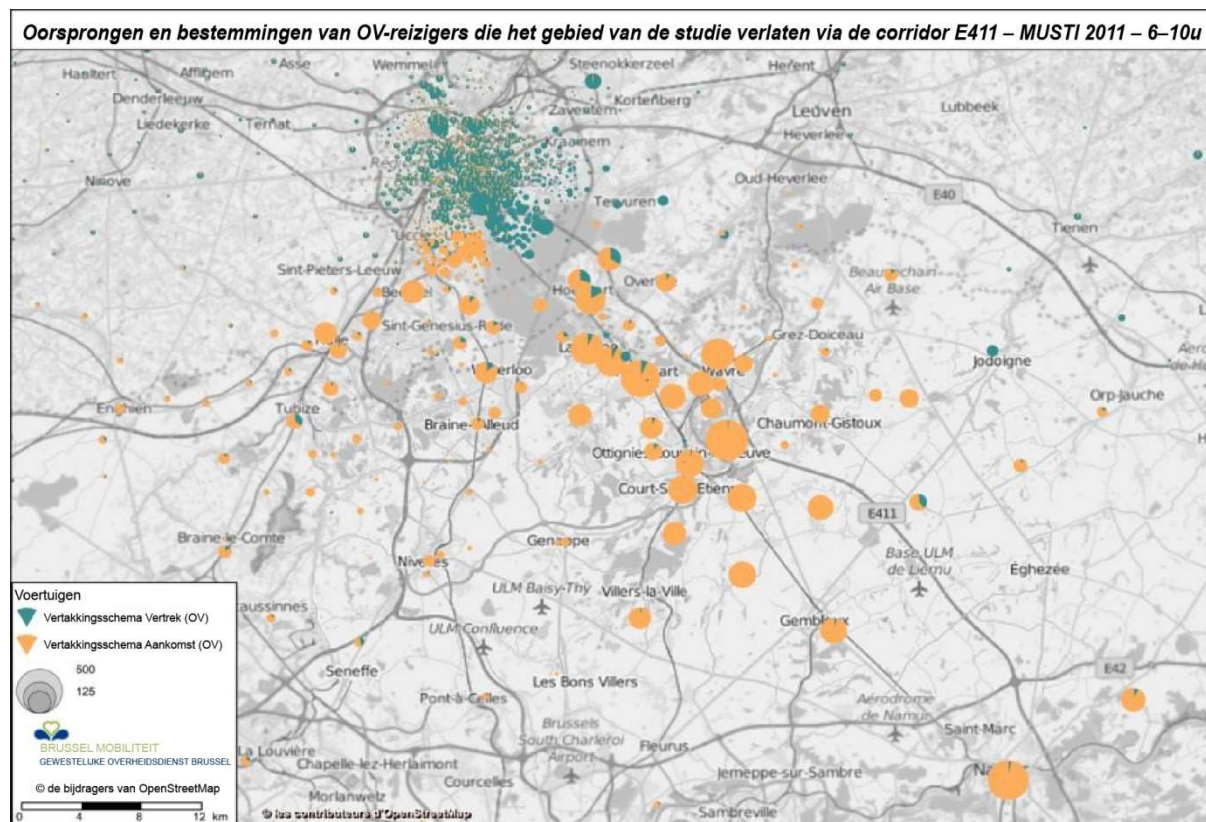 Oorsprongen en bestemmingen van OV-reizigers die het gebied van de studie verlaten via de corridor E411 – MUSTI 2011 – 6–10u
Asse
Wemmel
Steenokkerzeel
Herent
Haaltert
Affligem
Denderleeuw
Zaventem
Kortenberg
Leuven
Lubbeek
Liedekerke
Ternat
Kraainem
Heverlee
Ninove
Oud-Heverlee
E40
Tervuren
Uccle
Tienen
Sint-Pieters-Leeuw
Beauvechain
Air Base
Sint-Genesius-Rode
Grez-Doiceau
Jodoigne
Waterloo
Wavre
Enghien
Tubize
Orp-Jauche
Braine-l'Alleud
Chaumont-Gistoux
Court-Saint-Etienne
E411
Braine-le-Comte
Genappe
Nivelles
Base ULM
de Liernu
Éghezée
ULM Baisy-Thy
Villers-la-Ville
Gembloux
ULM Confluence
Seneffe
E42
Les Bons Villers
Pont-à-Celles
Aérodrome
de Namur
Saint-Marc
Brussels
South Charleroi
Airport
Fleurus
La Louvière
Chapelle-lez-Herlaimont
Jemeppe-sur-Sambre
Courcelles
Morlanwelz
Sambreville
Voertuigen
Vertakkingsschema Vertrek (OV)
Vertakkingsschema Aankomst (OV)
500
125
BRUSSEL MOBILITEIT
GEWESTELIJKE OVERHEIDSDIENST BRUSSEL
© de bijdragers van OpenStreetMap
0 4 8 12 km
© les contributeurs d'OpenStreetMap